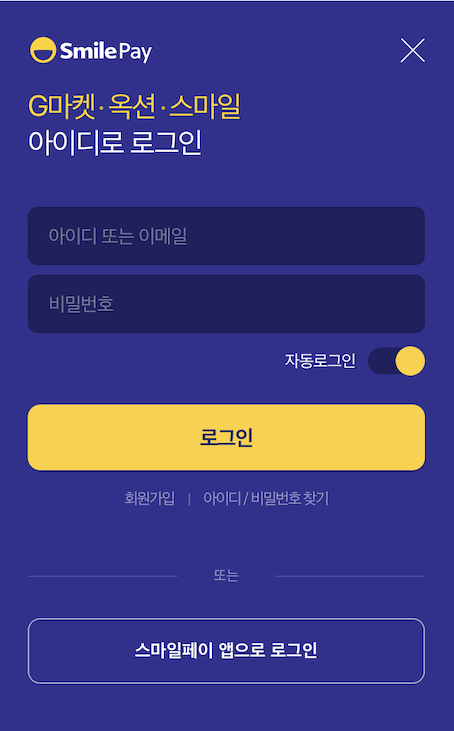 SmilePay
G마켓 · 옥션 · 스마일
아이디로 로그인
아이디 또는 이메일
비밀번호
자동로그인
로그인
회원가입 | 아이디 / 비밀번호 찾기
또는
스마일페이 앱으로 로그인